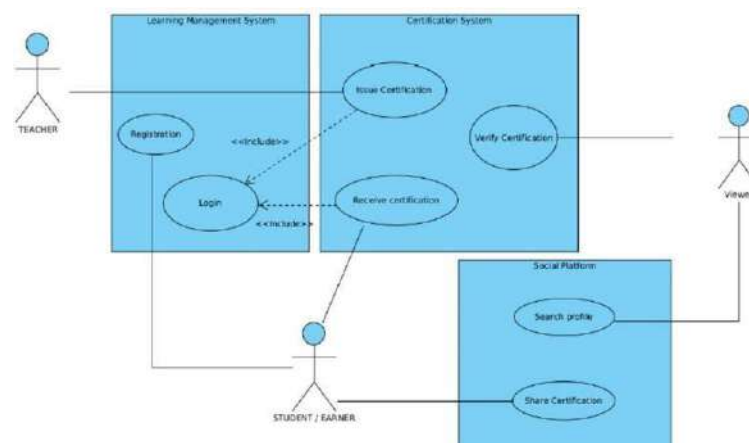 Learning Management System
Certification System
Issue Certification
TEACHER
Registration
<<Include>>
Verify Certification
Viewe
Login
Receive certification
<<Include>>
Social Platform
Search profile
STUDENT / EARNER
Share Certification